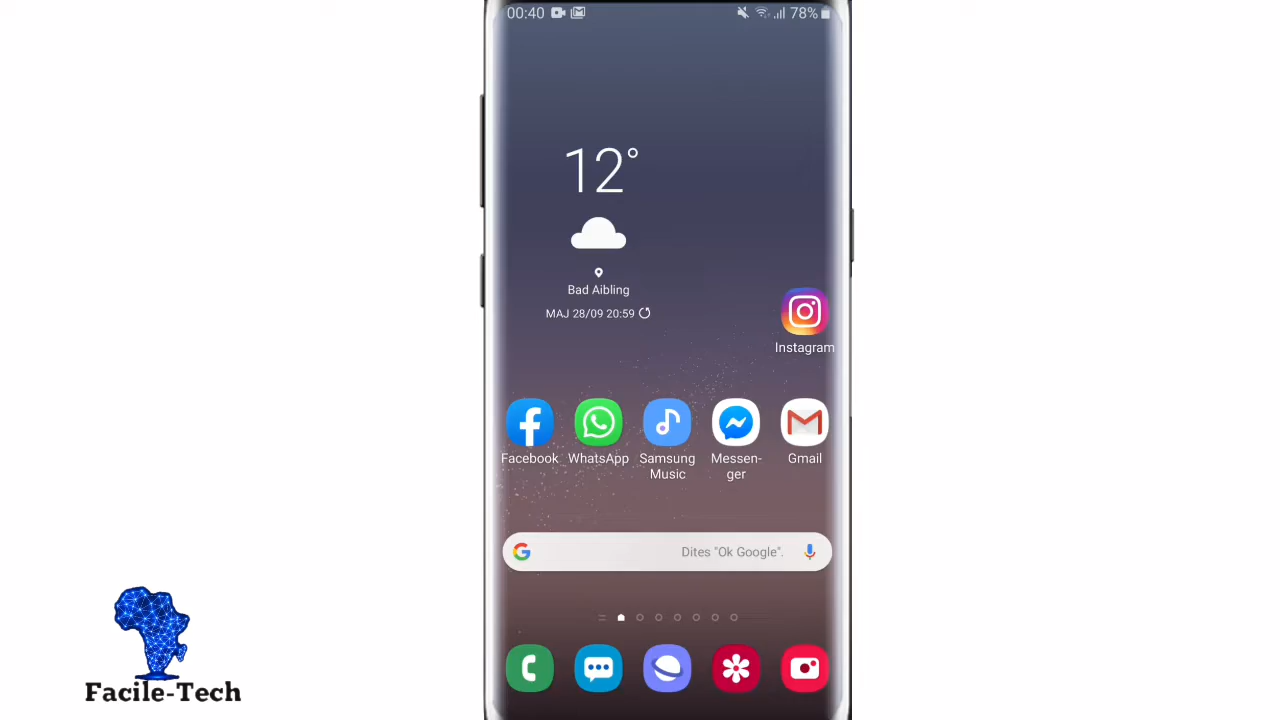 00:40
78%
12°
Bad Aibling
MAJ 28/09 20:59
Instagram
Facebook
WhatsApp
Samsung
Music
Messen-
ger
Gmail
Dites "Ok Google".
Facile-Tech